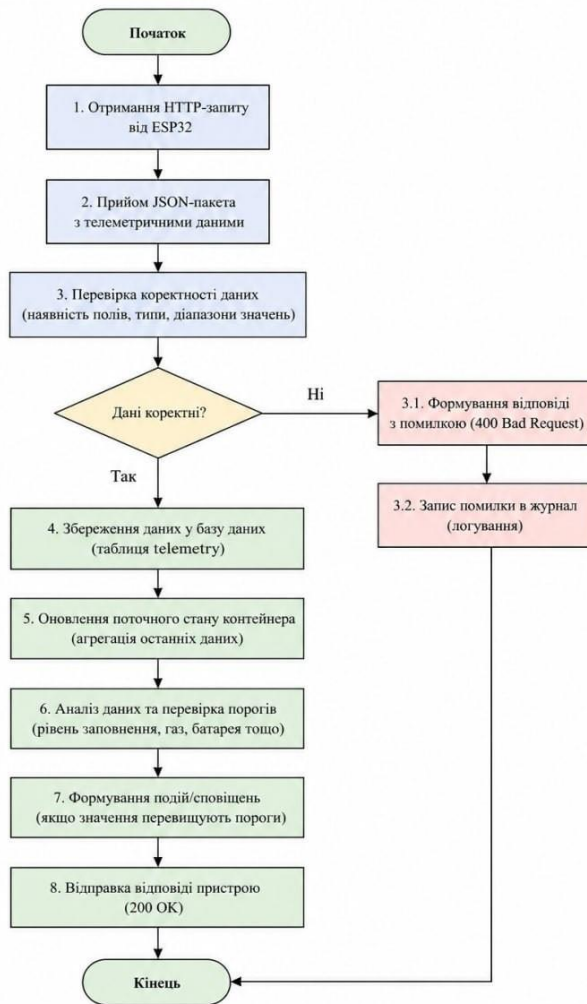 Початок
1. Отримання HTTP-запиту
від ESP32
2. Прийом JSON-пакета
з телеметричними даними
3. Перевірка коректності даних
(наявність полів, типи, діапазони значень)
Дані коректні?
Ні
3.1. Формування відповіді
з помилкою (400 Bad Request)
3.2. Запис помилки в журнал
(логування)
Так
4. Збереження даних у базу даних
(таблиця telemetry)
5. Оновлення поточного стану контейнера
(агрегація останніх даних)
6. Аналіз даних та перевірка порогів
(рівень заповнення, газ, батарея тощо)
7. Формування подій/сповіщень
(якщо значення перевищують пороги)
8. Відправка відповіді пристрою
(200 OK)
Кінець